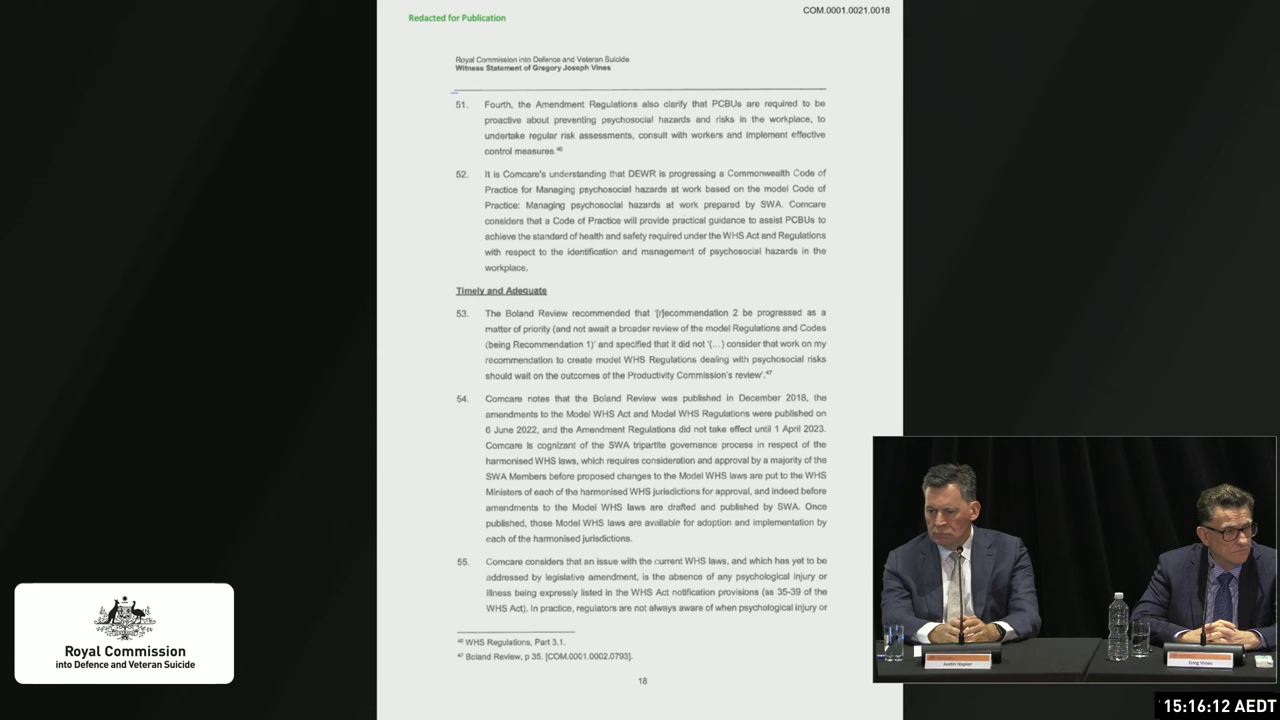 Redacted for Publication
COM.0001.0021.0018
Royal Commission into Defence and Veteran Suicide
Witness Statement of Gregory Joseph Vines
51. Fourth, the Amendment Regulations also clarify that PCBUs are required to be
proactive about preventing psychosocial hazards and risks in the workplace, to
undertake regular risk assessments, consult with workers and implement effective
control measures.46
52. It is Comcare's understanding that DEWR is progressing a Commonwealth Code of
Practice for Managing psychosocial hazards at work based on the model Code of
Practice: Managing psychosocial hazards at work prepared by SWA. Comcare
considers that a Code of Practice will provide practical guidance to assist PCBUs to
achieve the standard of health and safety required under the WHS Act and Regulations
with respect to the identification and management of psychosocial hazards in the
workplace.
Timely and Adequate
53. The Boland Review recommended that '[r]ecommendation 2 be progressed as a
matter of priority (and not await a broader review of the model Regulations and Codes
(being Recommendation 1)' and specified that it did not '(…) consider that work on my
recommendation to create model WHS Regulations dealing with psychosocial risks
should wait on the outcomes of the Productivity Commission's review'.47
54. Comcare notes that the Boland Review was published in December 2018, the
amendments to the Model WHS Act and Model WHS Regulations were published on
6 June 2022, and the Amendment Regulations did not take effect until 1 April 2023.
Comcare is cognizant of the SWA tripartite governance process in respect of the
harmonised WHS laws, which requires consideration and approval by a majority of the
SWA Members before proposed changes to the Model WHS laws are put to the WHS
Ministers of each of the harmonised WHS jurisdictions for approval, and indeed before
amendments to the Model WHS laws are drafted and published by SWA. Once
published, those Model WHS laws are available for adoption and implementation by
each of the harmonised jurisdictions.
55. Comcare considers that an issue with the current WHS laws, and which has yet to be
addressed by legislative amendment, is the absence of any psychological injury or
illness being expressly listed in the WHS Act notification provisions (ss 35-39 of the
WHS Act). In practice, regulators are not always aware of when psychological injury or
46 WHS Regulations, Part 3.1.
47 Boland Review, p 35. [COM.0001.0002.0793].
18
Royal Commission
into Defence and Veteran Suicide
Justin Napier
Greg Vines
15:16:12 AEDT